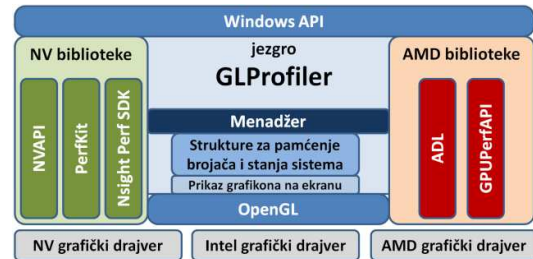 Windows API
NV biblioteke
NVAPI
PerfKit
Nsight Perf SDK
jezgro
GLProfiler
Menadžer
Strukture za pamćenje
brojača i stanja sistema
Prikaz grafikona na ekranu
OpenGL
AMD biblioteke
ADL
GPUPerfAPI
NV grafički drajver
Intel grafički drajver
AMD grafički drajver